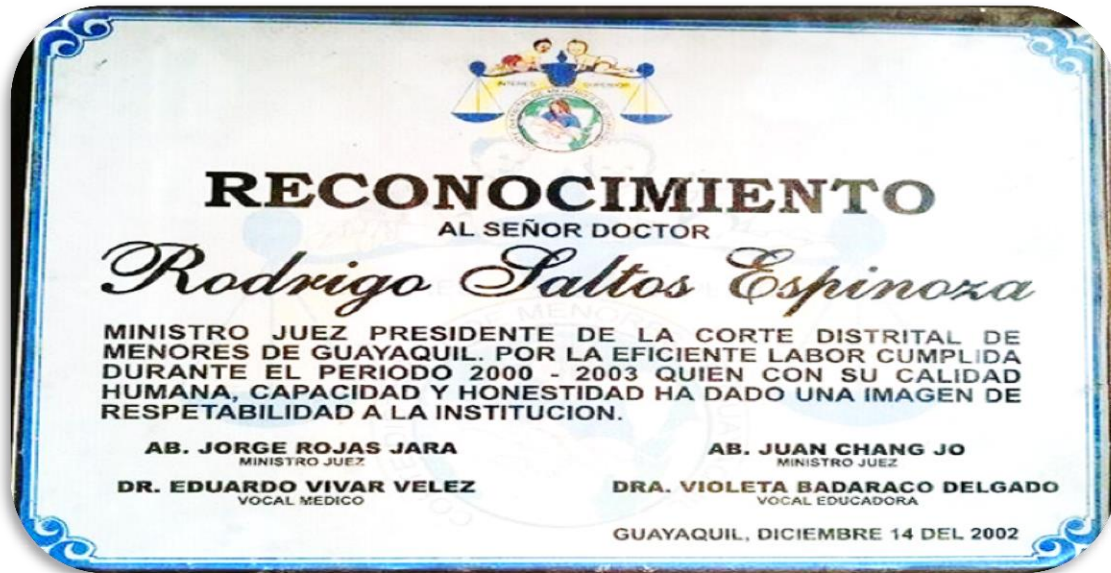 INTERES SUPERIOR
RECONOCIMIENTO
AL SEÑOR DOCTOR
Rodrigo Saltos Espinoza
MINISTRO JUEZ PRESIDENTE DE LA CORTE DISTRITAL DE
MENORES DE GUAYAQUIL. POR LA EFICIENTE LABOR CUMPLIDA
DURANTE EL PERIODO 2000 - 2003 QUIEN CON SU CALIDAD
HUMANA, CAPACIDAD Y HONESTIDAD HA DADO UNA IMAGEN DE
RESPETABILIDAD A LA INSTITUCION.
AB. JORGE ROJAS JARA AB. JUAN CHANG JO
MINISTRO JUEZ MINISTRO JUEZ
DR. EDUARDO VIVAR VELEZ DRA. VIOLETA BADARACO DELGADO
VOCAL MEDICO VOCAL EDUCADORA
GUAYAQUIL, DICIEMBRE 14 DEL 2002